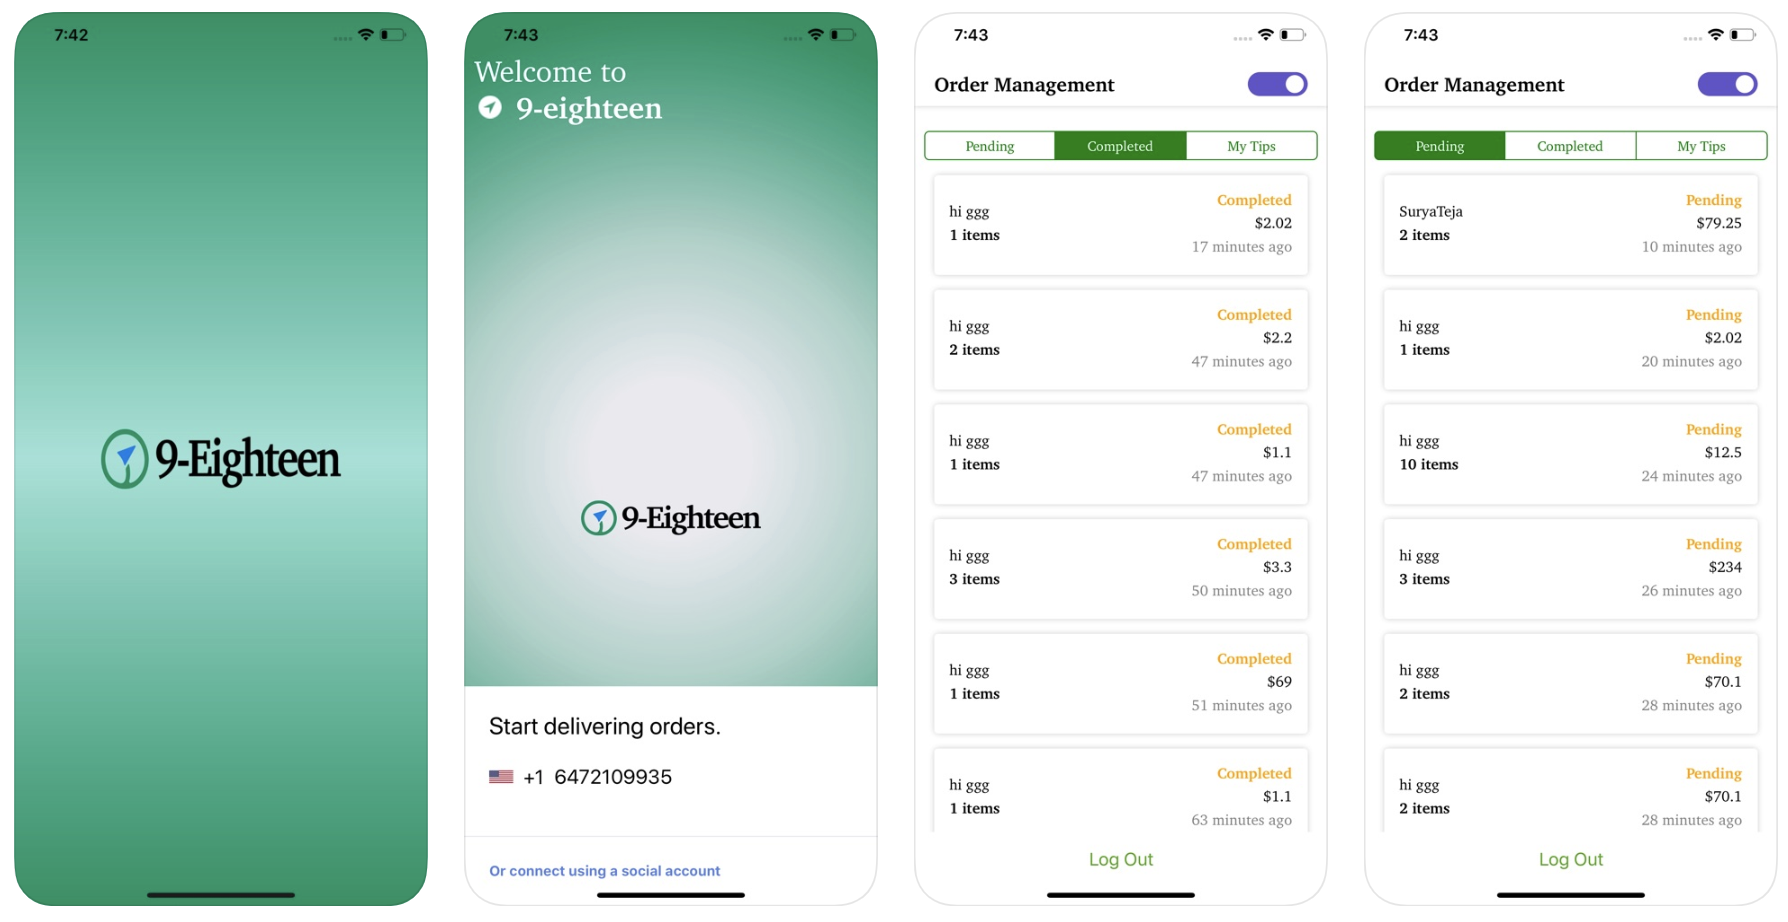 7:42
9-Eighteen
7:43
Welcome to
9-eighteen
9-Eighteen
Start delivering orders.
+1 6472109935
Or connect using a social account
7:43
Order Management
Pending Completed My Tips
Completed
hi ggg
$2.02
1 items
17 minutes ago
Completed
hi ggg
$2.2
2 items
47 minutes ago
Completed
hi ggg
$1.1
1 items
47 minutes ago
Completed
hi ggg
$3.3
3 items
50 minutes ago
Completed
hi ggg
$69
1 items
51 minutes ago
Completed
hi ggg
$1.1
1 items
63 minutes ago
Log Out
7:43
Order Management
Pending Completed My Tips
Pending
SuryaTeja
$79.25
2 items
10 minutes ago
Pending
hi ggg
$2.02
1 items
20 minutes ago
Pending
hi ggg
$12.5
10 items
24 minutes ago
Pending
hi ggg
$234
3 items
26 minutes ago
Pending
hi ggg
$70.1
2 items
28 minutes ago
Pending
hi ggg
$70.1
2 items
28 minutes ago
Log Out